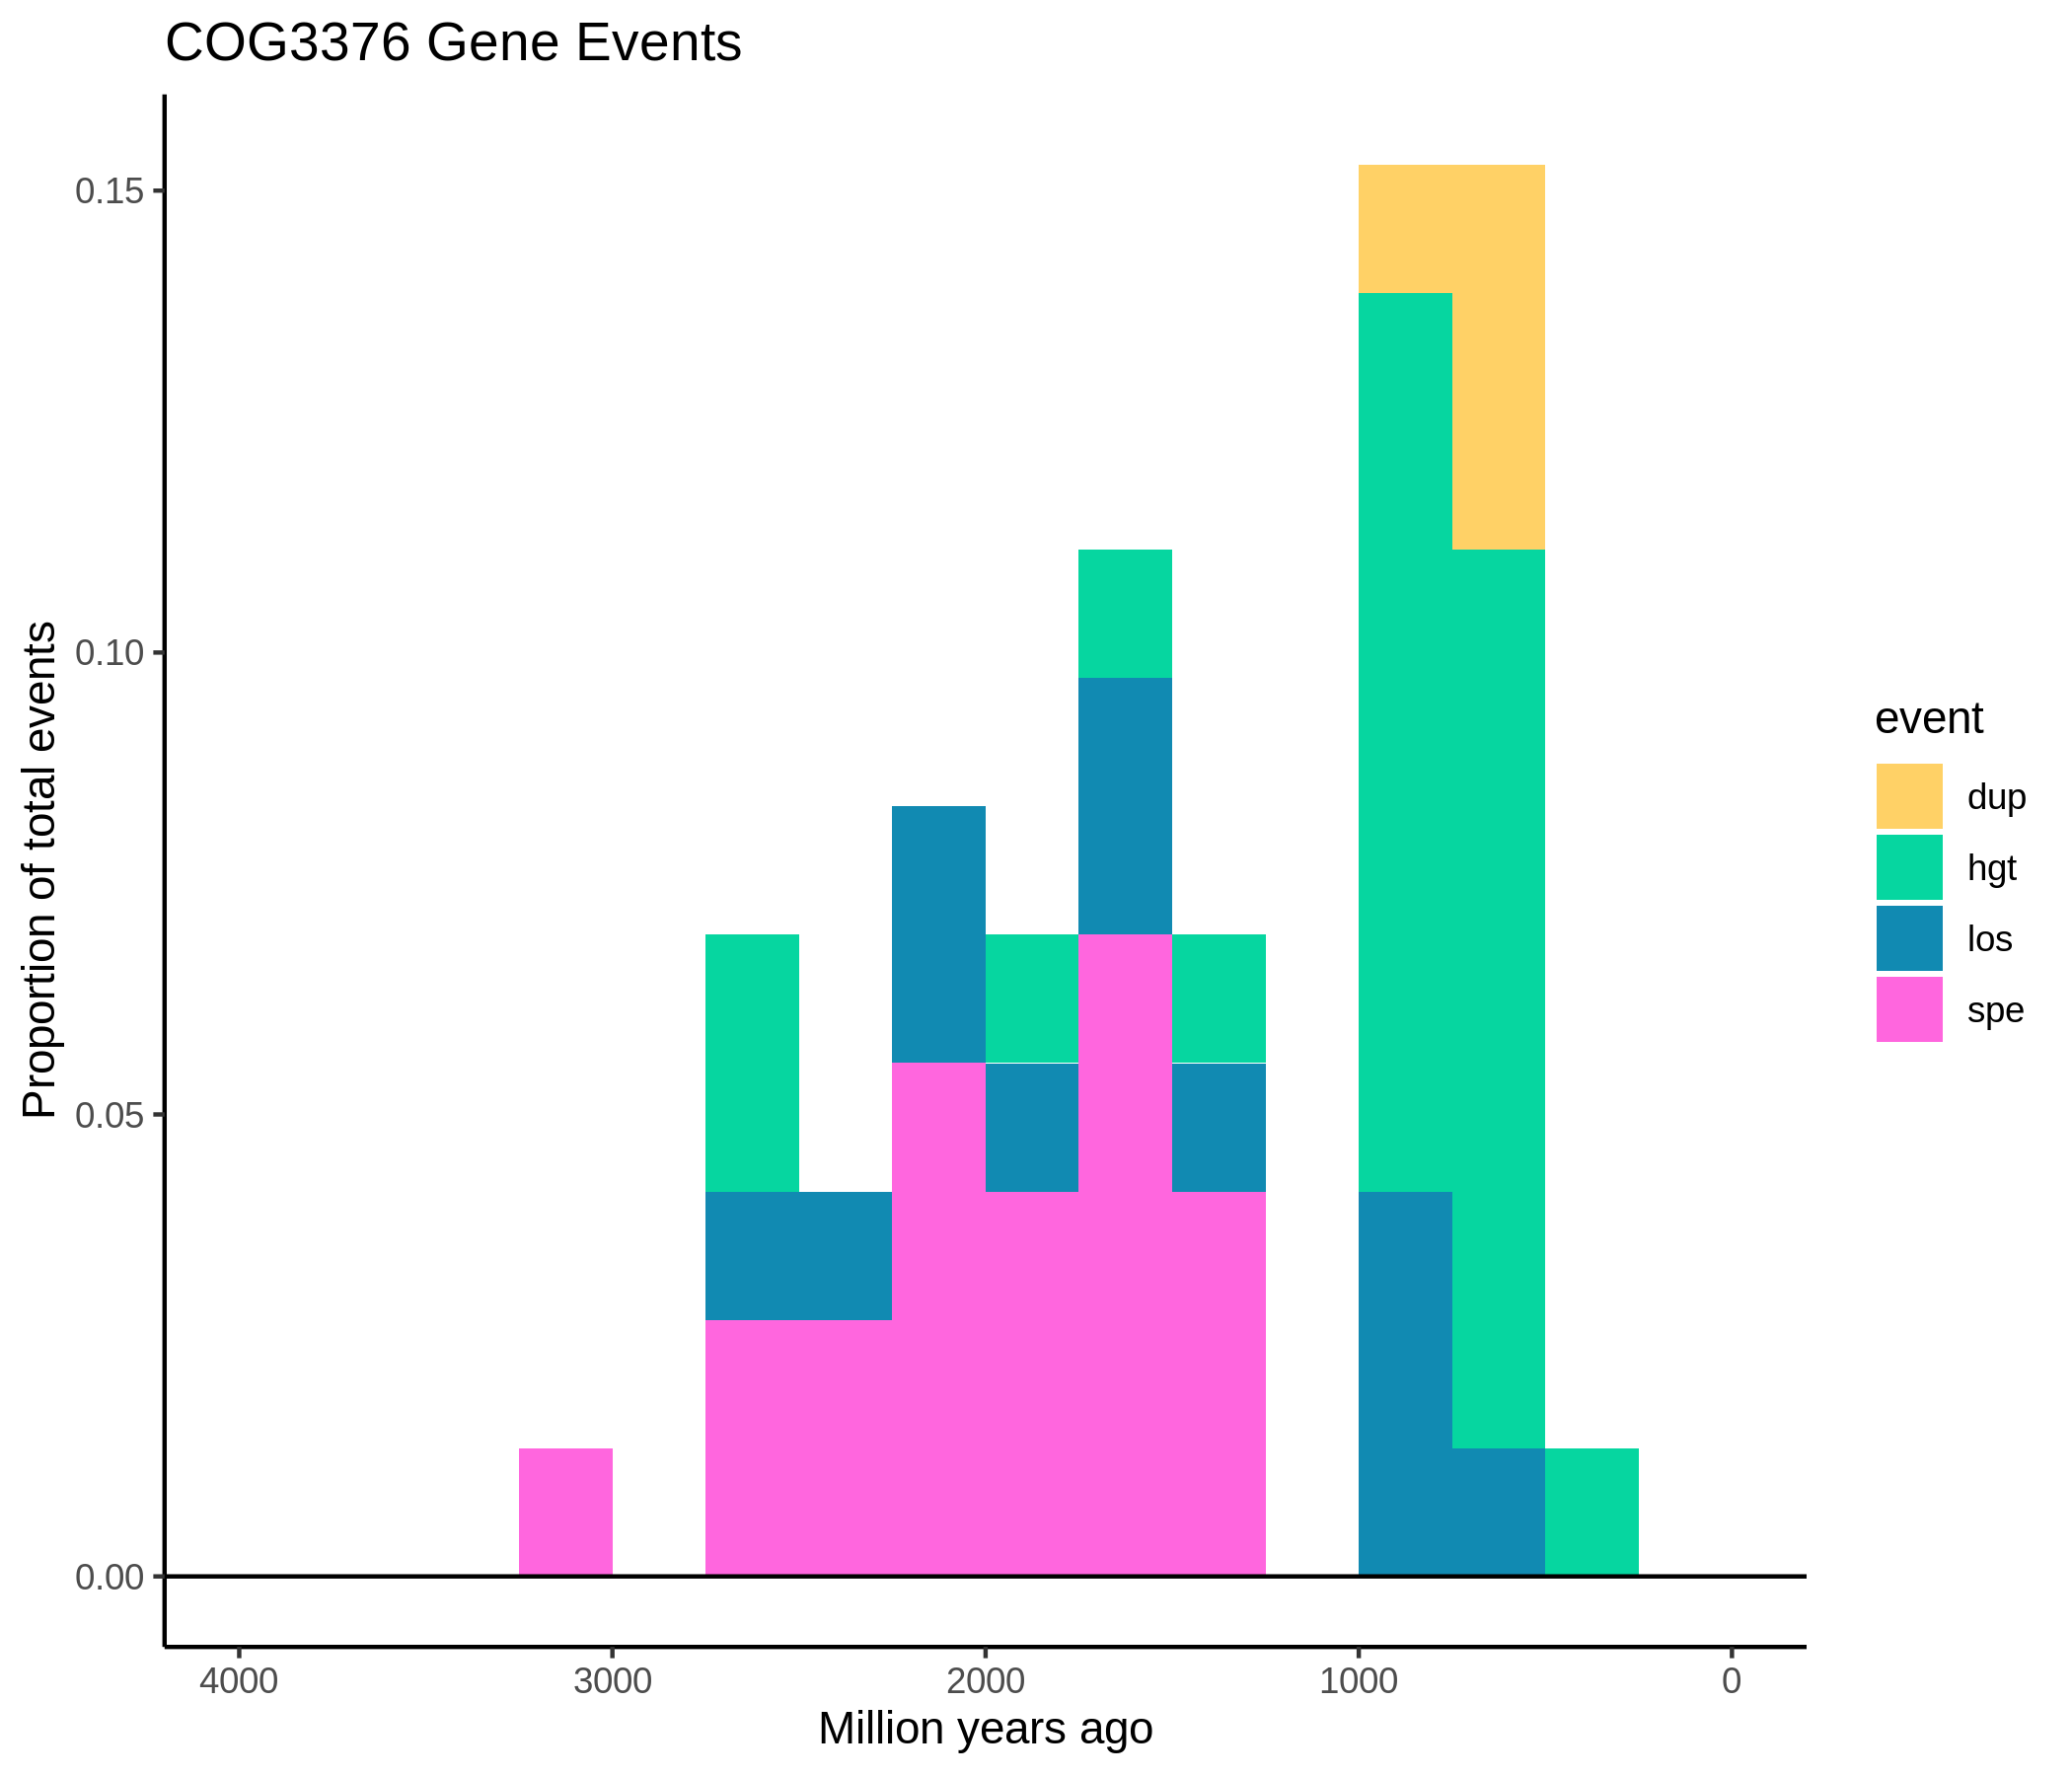 COG3376 Gene Events
Proportion of total events
0.15
0.10
0.05
0.00
4000 3000 2000 1000 0
Million years ago
event
dup
hgt
los
spe